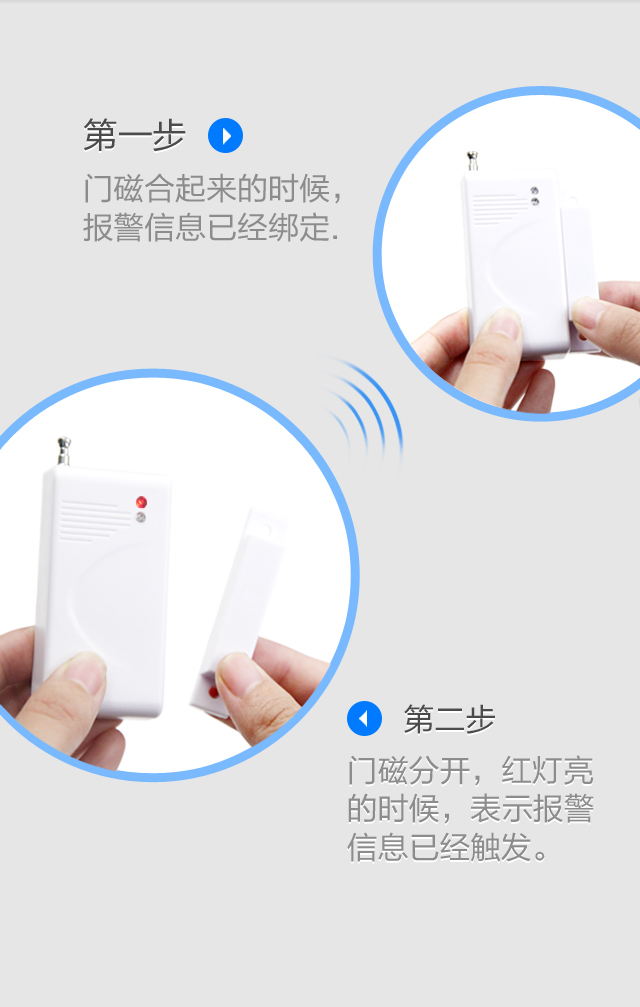 第一步
门磁合起来的时候，
报警信息已经绑定.
第二步
门磁分开，红灯亮
的时候，表示报警
信息已经触发。